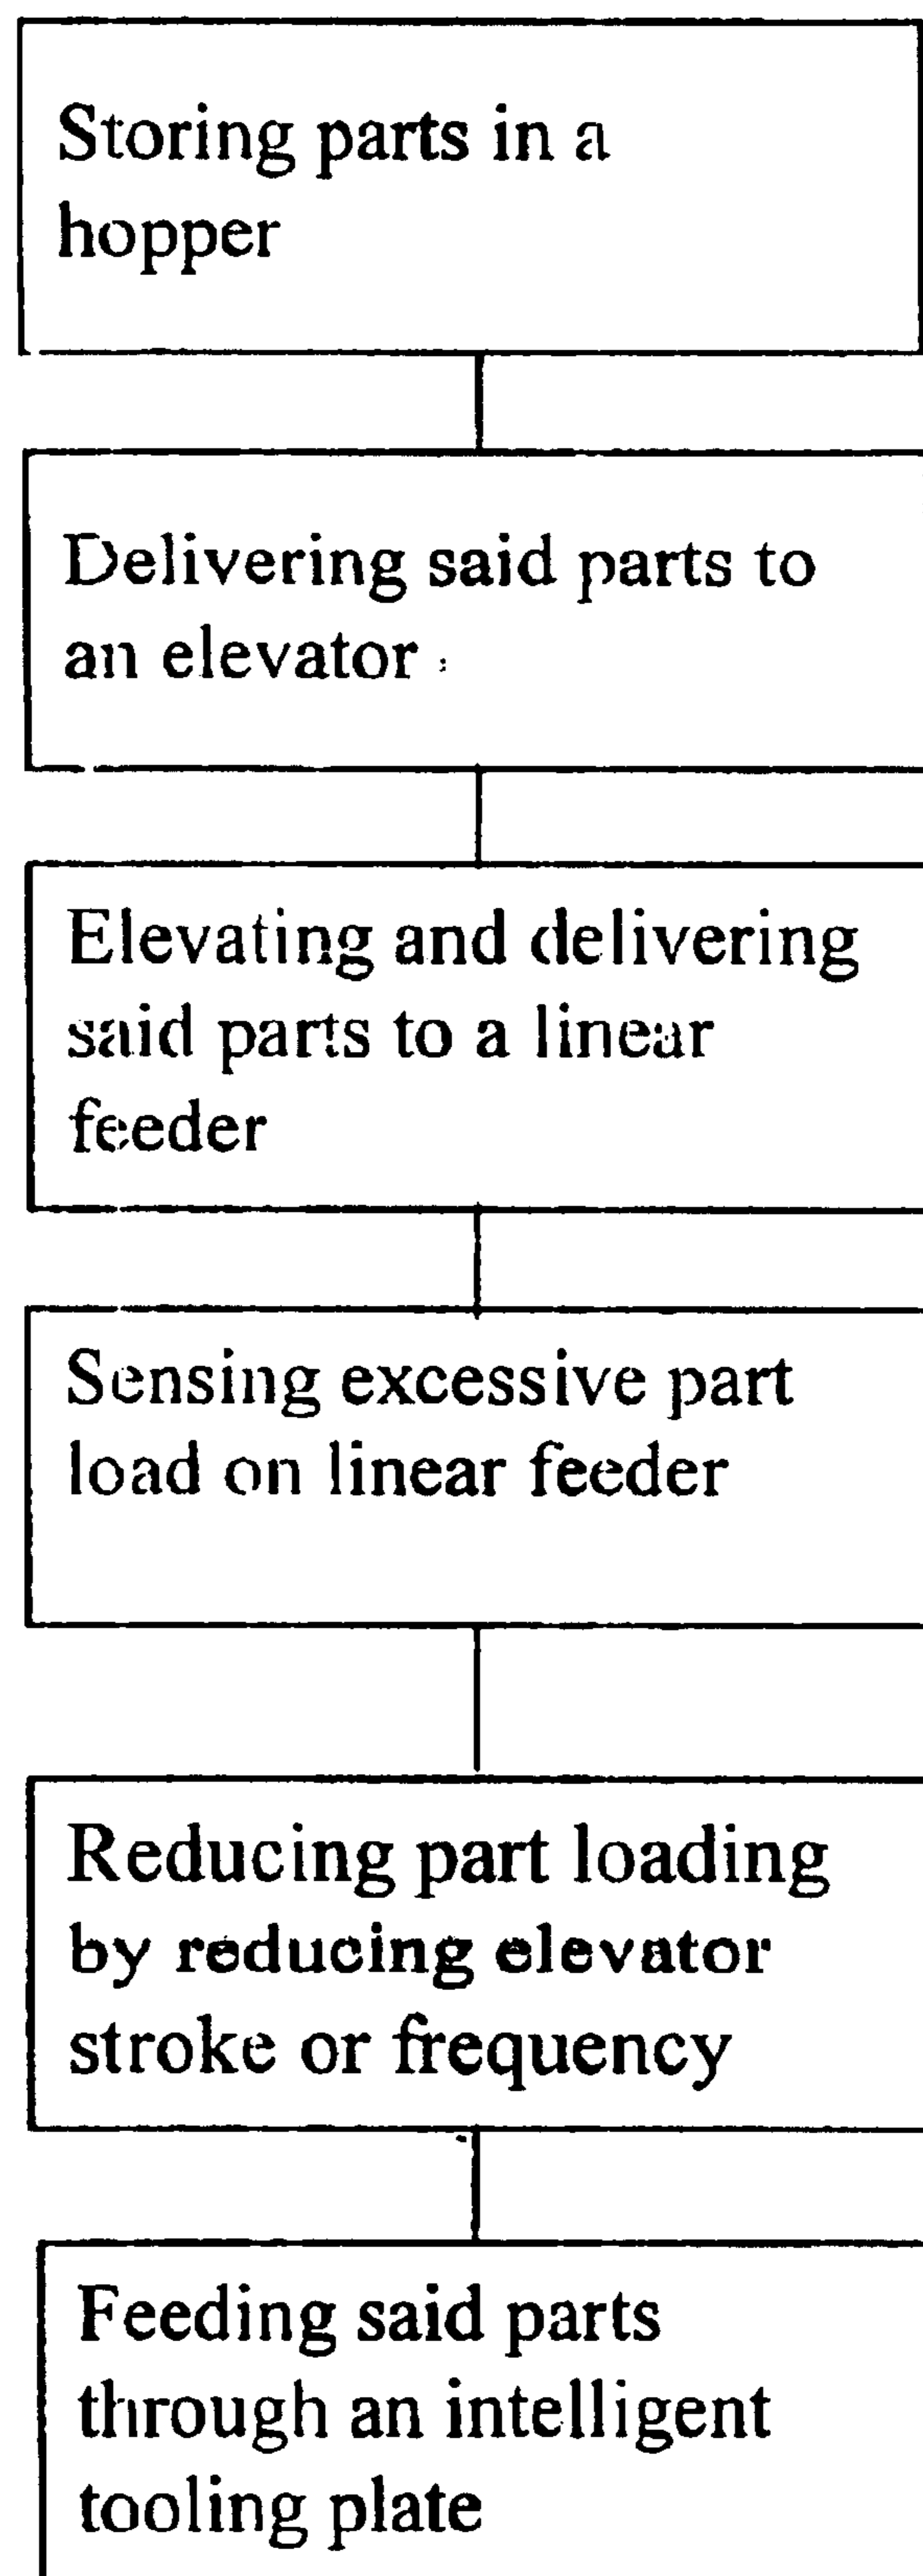 Storing parts in a
hopper
Delivering said parts to
an elevator
Elevating and delivering
said parts to a linear
feeder
Sensing excessive part
load on linear feeder
Reducing part loading
by reducing elevator
stroke or frequency
Feeding said parts
through an intelligent
tooling plate